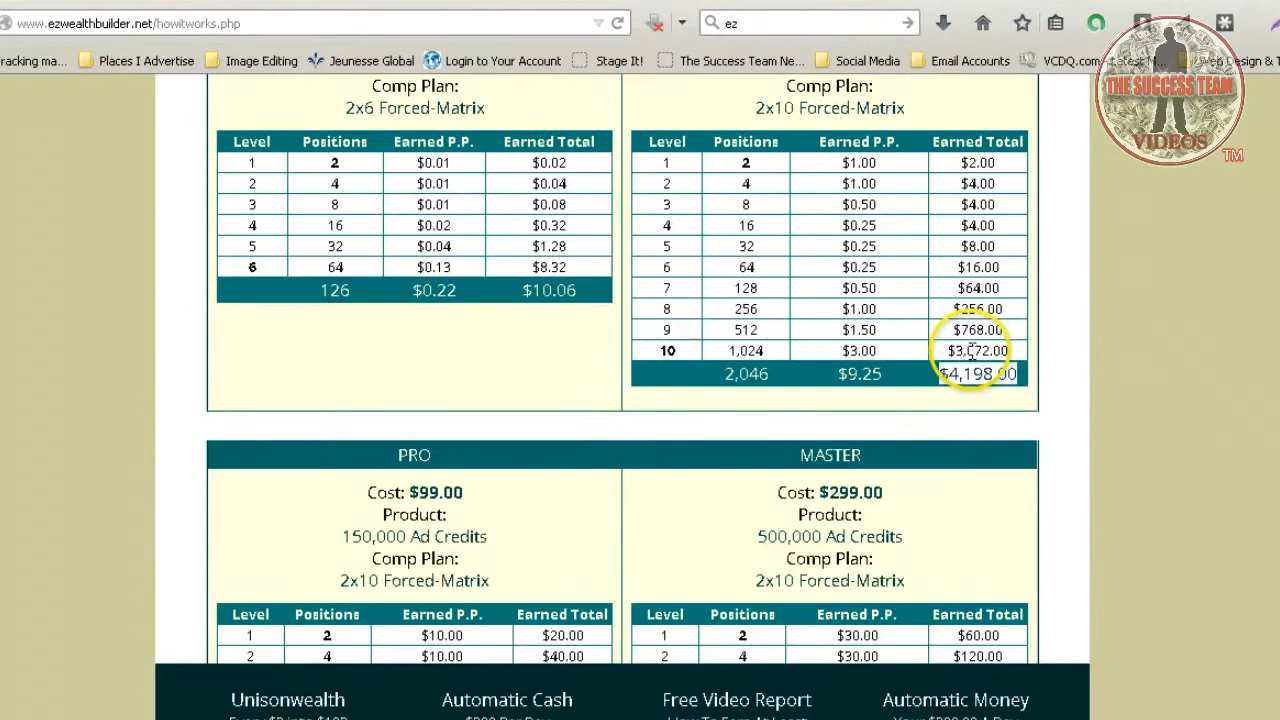 www.ezwealthbuilder.net/howitworks.php
ez
Tracking ma...
Places I Advertise
Image Editing
Jeunesse Global
Login to Your Account
Stage It!
The Success Team Ne...
Social Media
Email Accounts
THE SUCCESS TEAM
VIDEOS
TM
Comp Plan:
2x6 Forced-Matrix
Level Positions Earned P.P. Earned Total
1 2 $0.01 $0.02
2 4 $0.01 $0.04
3 8 $0.01 $0.08
4 16 $0.02 $0.32
5 32 $0.04 $1.28
6 64 $0.13 $8.32
126 $0.22 $10.06
Comp Plan:
2x10 Forced-Matrix
Level Positions Earned P.P. Earned Total
1 2 $1.00 $2.00
2 4 $1.00 $4.00
3 8 $0.50 $4.00
4 16 $0.25 $4.00
5 32 $0.25 $8.00
6 64 $0.25 $16.00
7 128 $0.50 $64.00
8 256 $1.00 $256.00
9 512 $1.50 $768.00
10 1,024 $3.00 $3,072.00
2,046 $9.25 $4,198.00
PRO
Cost: $99.00
Product:
150,000 Ad Credits
Comp Plan:
2x10 Forced-Matrix
Level Positions Earned P.P. Earned Total
1 2 $10.00 $20.00
2 4 $10.00 $40.00
MASTER
Cost: $299.00
Product:
500,000 Ad Credits
Comp Plan:
2x10 Forced-Matrix
Level Positions Earned P.P. Earned Total
1 2 $30.00 $60.00
2 4 $30.00 $120.00
Unisonwealth
Automatic Cash
Free Video Report
Automatic Money